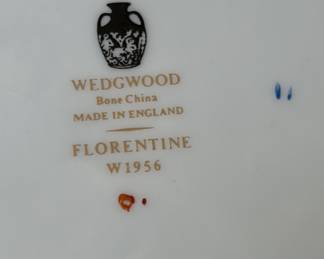 WEDGWOOD
Bone China
MADE IN ENGLAND
FLORENTINE
W1956